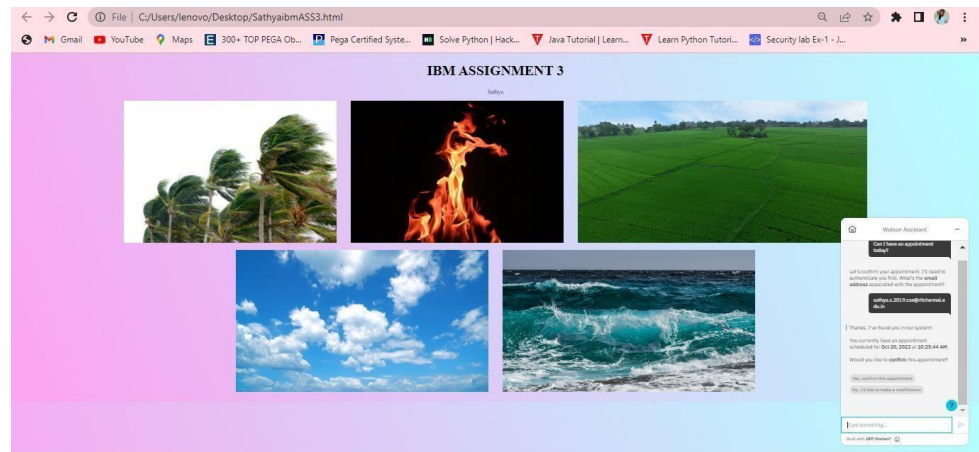 File | C:/Users/lenovo/Desktop/SathyaibmASS3.html
Gmail YouTube Maps 300+ TOP PEGA Ob... Pega Certified Syste... Solve Python | Hack... Java Tutorial | Learn... Learn Python Tutori... Security lab Ex-1 - J... »
IBM ASSIGNMENT 3
Sathya
Watson Assistant
Can I have an appointment
today?
Let's confirm your appointment. I'll need to
authenticate you first. What's the email
address associated with the appointment?
sathya.s.2019.cse@ritchennai.e
du.in
Thanks. I've found you in our system!
You currently have an appointment
scheduled for Oct 20, 2022 at 10:25:44 AM.
Would you like to confirm this appointment?
Yes, confirm this appointment
No, I'd like to make a modification
?
Type something...
Built with IBM Watson®